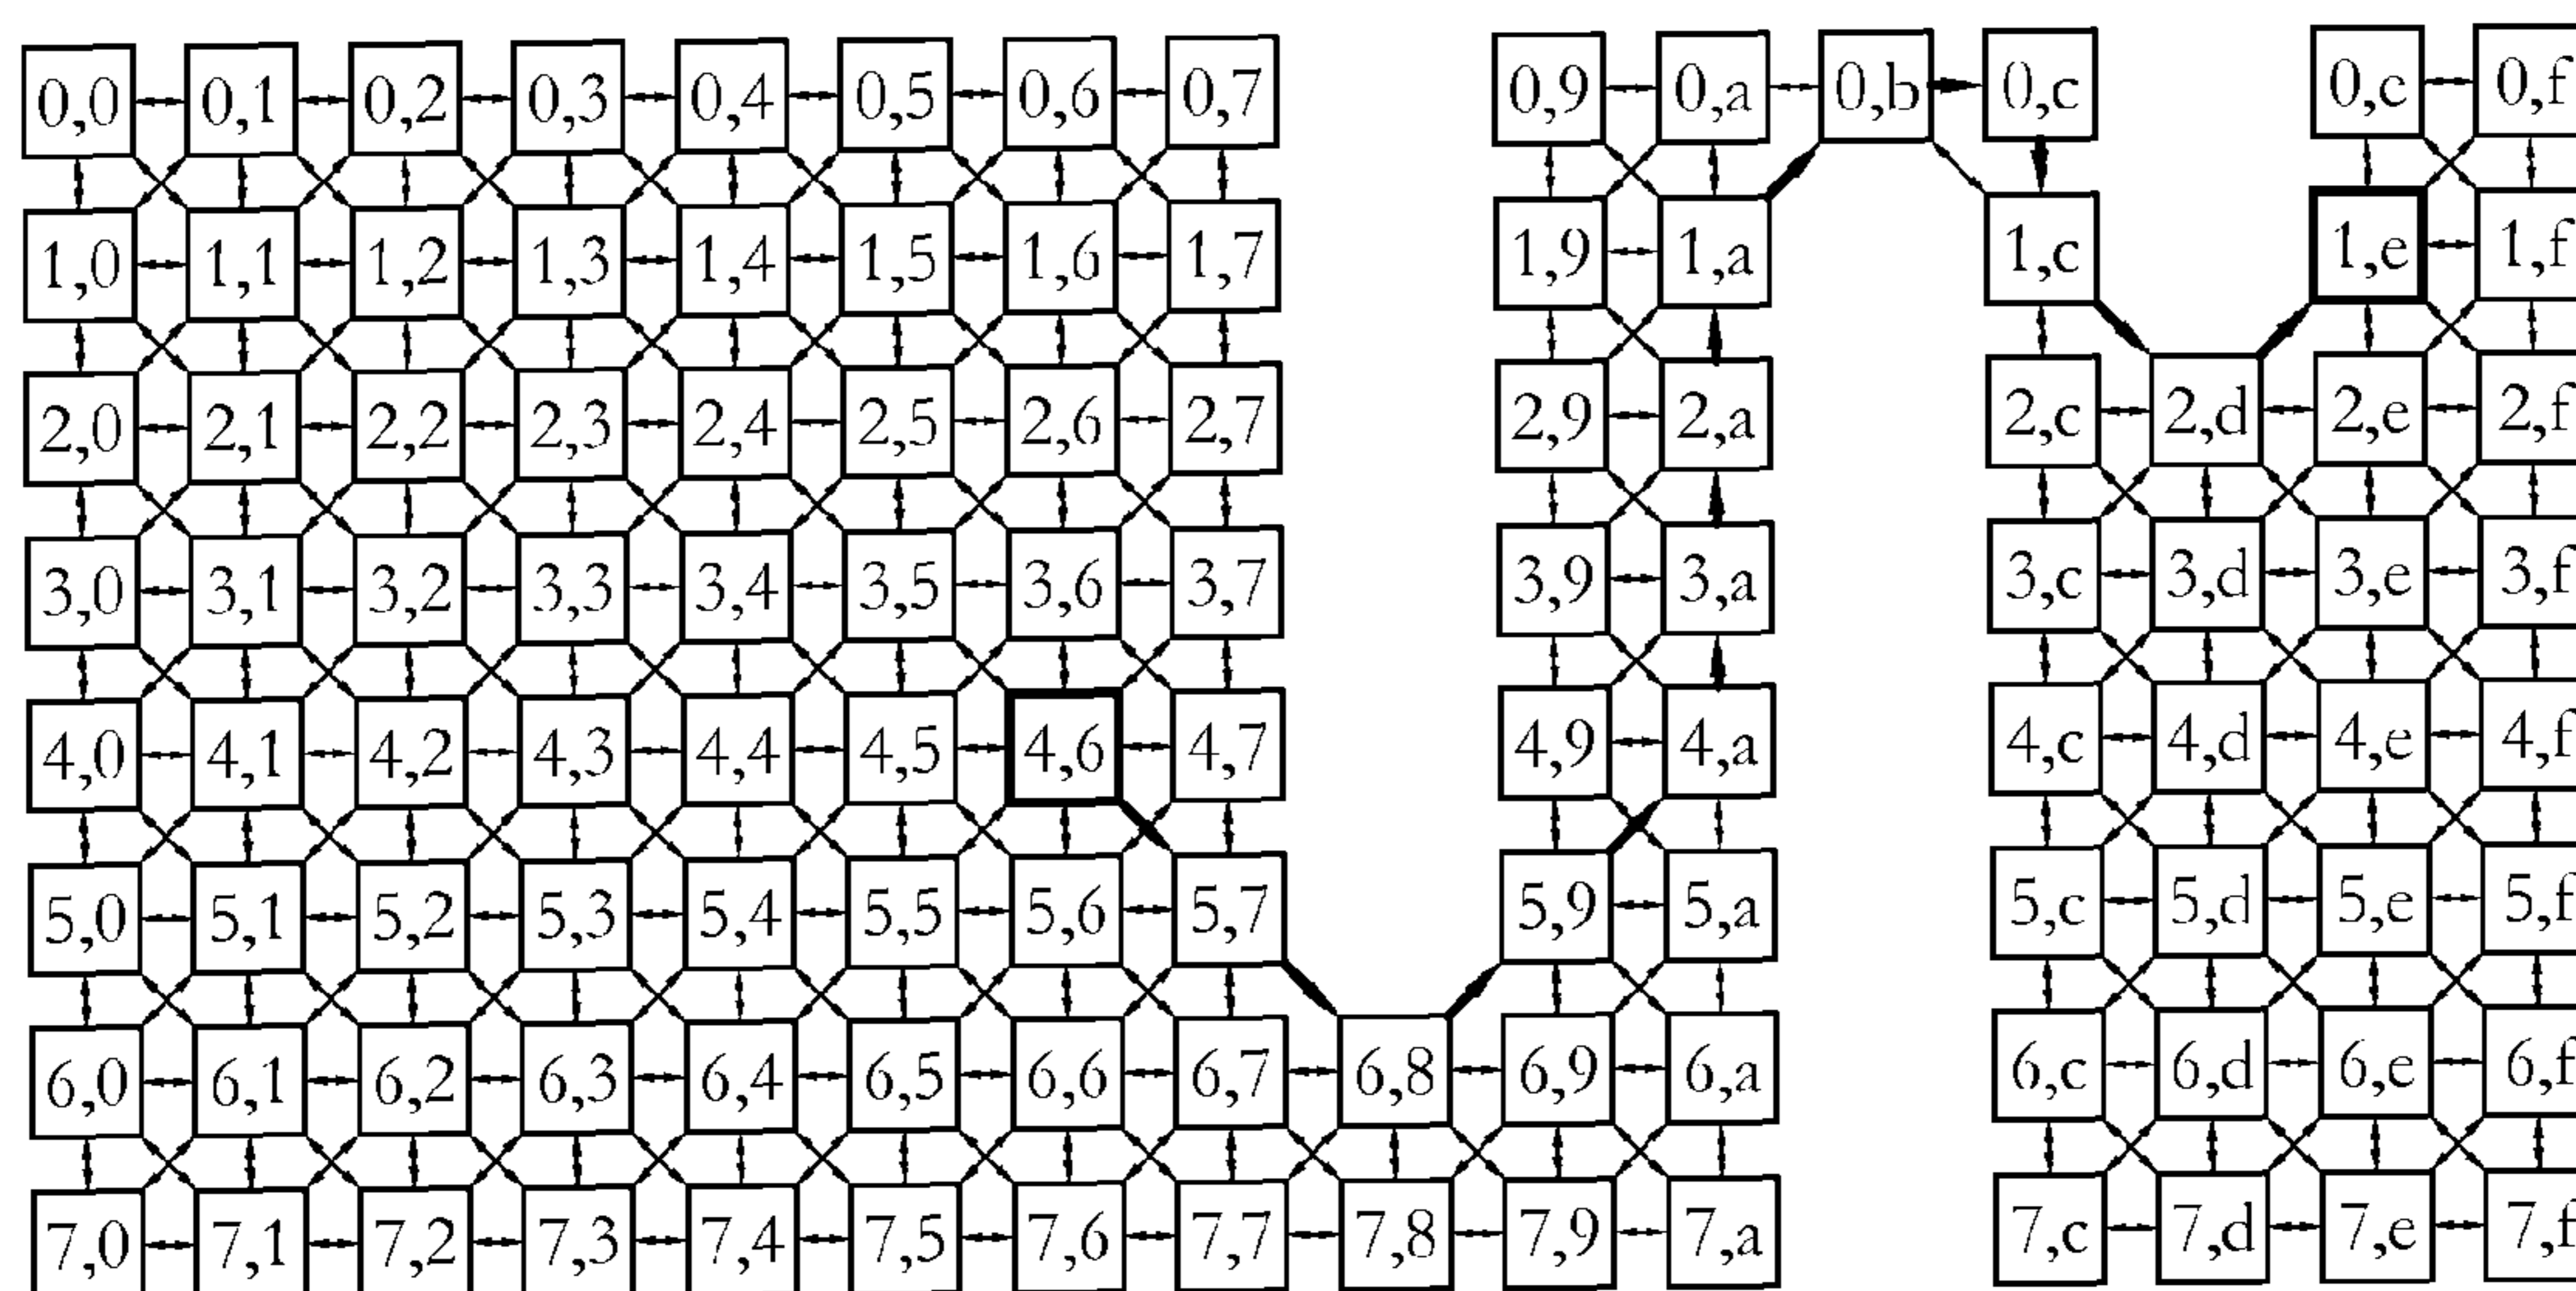 0,0 0,1 0,2 0,3 0,4 0,5 0,6 0,7 0,9 0,a 0,b 0,c 0,c 0,f
1,0 1,1 1,2 1,3 1,4 1,5 1,6 1,7 1,9 1,a 1,c 1,e 1,f
2,0 2,1 2,2 2,3 2,4 2,5 2,6 2,7 2,9 2,a 2,c 2,d 2,e 2,f
3,0 3,1 3,2 3,3 3,4 3,5 3,6 3,7 3,9 3,a 3,c 3,d 3,e 3,f
4,0 4,1 4,2 4,3 4,4 4,5 4,6 4,7 4,9 4,a 4,c 4,d 4,e 4,f
5,0 5,1 5,2 5,3 5,4 5,5 5,6 5,7 5,9 5,a 5,c 5,d 5,e 5,f
6,0 6,1 6,2 6,3 6,4 6,5 6,6 6,7 6,8 6,9 6,a 6,c 6,d 6,e 6,f
7,0 7,1 7,2 7,3 7,4 7,5 7,6 7,7 7,8 7,9 7,a 7,c 7,d 7,e 7,f